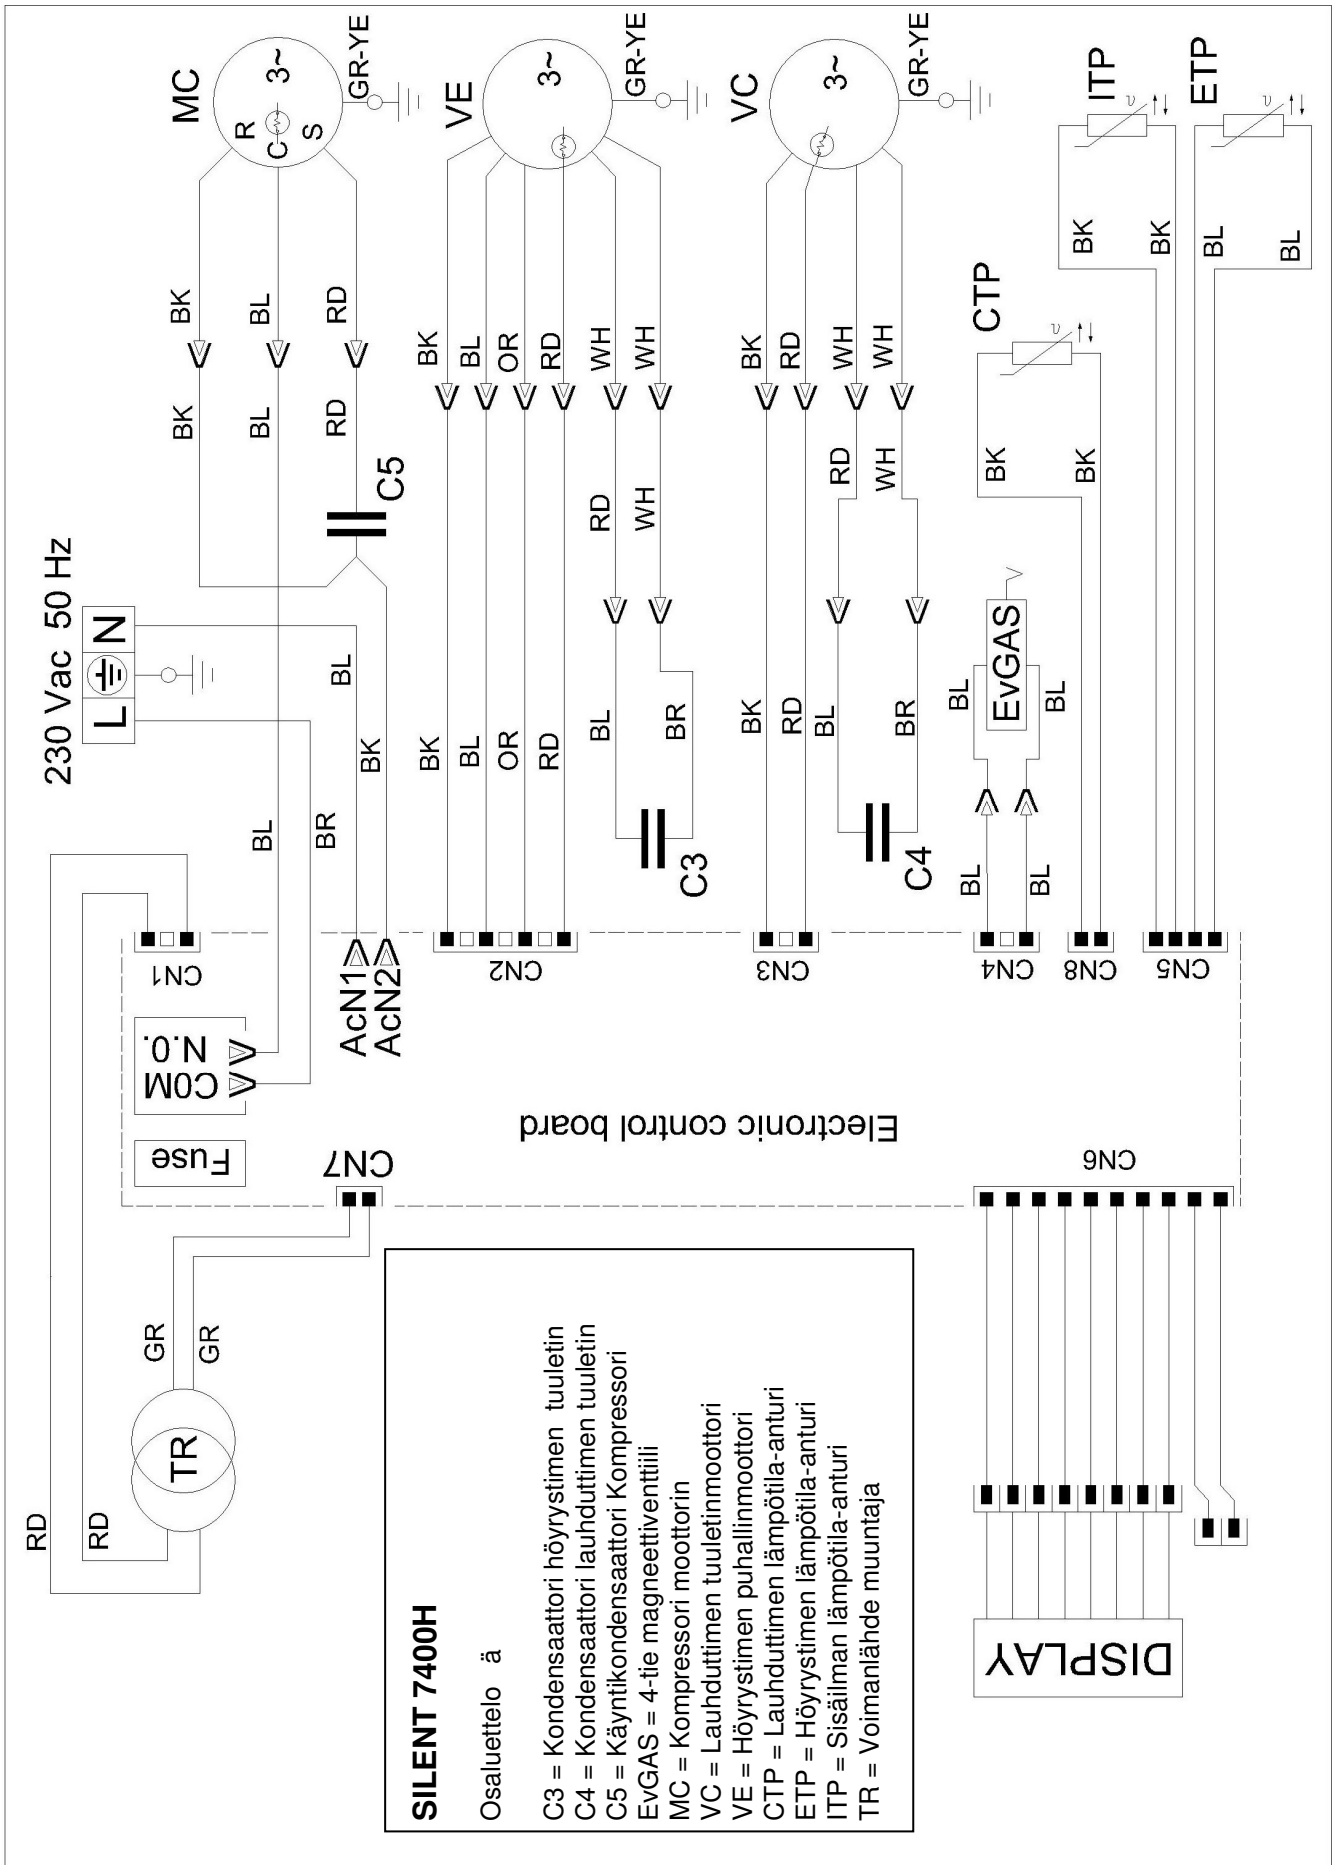 230 Vac 50 Hz
L
N
MC
R
C
S
3~
GR-YE
BK
BL
RD
BK
BL
RD
C5
VE
3~
GR-YE
BK
BL
OR
RD
WH
WH
RD
WH
BK
BL
OR
RD
BL
BR
C3
VC
3~
GR-YE
BK
RD
WH
WH
RD
WH
BK
RD
BL
BR
C4
ITP
υ
BK
BK
ETP
υ
BL
BL
CTP
υ
BK
BK
EvGAS
BL
BL
BL
BL
BL
BK
BL
BR
CN1
AcN1
AcN2
CN2
CN3
CN4
CN8
CN5
N.O.
COM
Fuse
CN7
Electronic control board
CN6
GR
GR
TR
RD
RD
DISPLAY
SILENT 7400H
Osaluettelo ä
C3 = Kondensaattori höyrystimen tuuletin
C4 = Kondensaattori lauhduttimen tuuletin
C5 = Käyntikondensaattori Kompressori
EvGAS = 4-tie magneettiventtiili
MC = Kompressori moottorin
VC = Lauhduttimen tuuletinmoottori
VE = Höyrystimen puhallinmoottori
CTP = Lauhduttimen lämpötila-anturi
ETP = Höyrystimen lämpötila-anturi
ITP = Sisäilman lämpötila-anturi
TR = Voimanlähde muuntaja